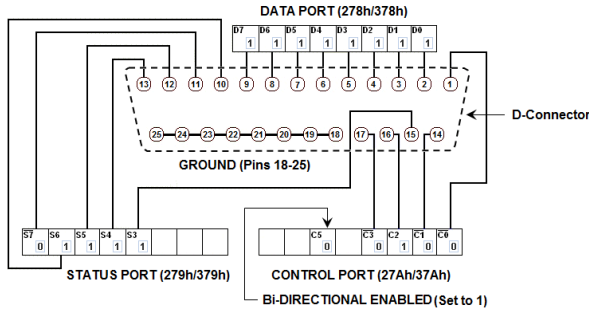 DATA PORT (278h/378h)
D7 D6 D5 D4 D3 D2 D1 D0
1 1 1 1 1 1 1 1
13 12 11 10 9 8 7 6 5 4 3 2 1
D-Connector
25 24 23 22 21 20 19 18 17 16 15 14
GROUND (Pins 18-25)
S7 S6 S5 S4 S3 C5 C3 C2 C1 C0
0 1 1 1 1 0 0 1 0 0
STATUS PORT (279h/379h) CONTROL PORT (27Ah/37Ah)
Bi-DIRECTIONAL ENABLED (Set to 1)